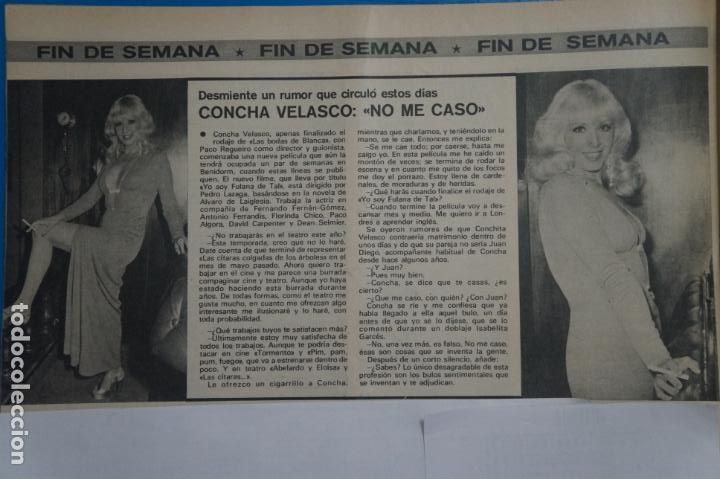 FIN DE SEMANA ★ FIN DE SEMANA ★ FIN DE SEMANA
Desmiente un rumor que circuló estos días
CONCHA VELASCO: «NO ME CASO»
● Concha Velasco, apenas finalizado el
rodaje de «Las bodas de Blanca», con
Paco Regueiro como director y guionista,
comenzaba una nueva película que aún la
tendrá ocupada un par de semanas en
Benidorm, cuando estas líneas se publi-
quen. El nuevo filme, que lleva por título
«Yo soy Fulana de Tal», está dirigido por
Pedro Lazaga, basándose en la novela de
Alvaro de Laiglesia. Trabaja la actriz en
compañía de Fernando Fernán-Gómez,
Antonio Ferrandis, Florinda Chico, Paco
Algora, David Carpenter y Dean Selmier.
—¿No trabajarás en el teatro este año?
—Esta temporada, creo que no lo haré.
Date cuenta de que terminé de representar
«Las cítaras colgadas de los árboles» en el
mes de mayo pasado. Ahora quiero traba-
jar en el cine y me parece una burrada
compaginar cine y teatro. Aunque yo haya
estado haciendo esta burrada durante años.
De todas formas, como el teatro me
gusta mucho, en cuanto me ofrezcan algo
interesante me ilusionaré y lo haré, con
toda probabilidad.
—¿Qué trabajos tuyos te satisfacen más?
—Ultimamente estoy muy satisfecha de
todos los trabajos. Aunque te podría des-
tacar en cine «Tormento» y «Pim, pam,
pum, fuego», que va a estrenarse dentro de
poco. Y en teatro «Abelardo y Eloísa» y
«Las cítaras...».
Le ofrezco un cigarrillo a Concha,
mientras que charlamos, y teniéndolo en la
mano, se le cae. Entonces me explica:
—Se me cae todo; por caerse, hasta me
caigo yo. En esta película me he caído un
montón de veces; se termina de rodar la
escena y en cuanto me quito de los focos
me doy el porrazo. Estoy llena de carde-
nales, de moraduras y de heridas.
—¿Qué harás cuando finalice el rodaje de
«Yo soy Fulana de Tal»?
—Cuando termine la película voy a des-
cansar mes y medio. Me quiero ir a Lon-
dres a aprender inglés.
Se oyeron rumores de que Conchita
Velasco contraería matrimonio dentro de
unos días y de que su pareja no sería Juan
Diego, acompañante habitual de Concha
desde hace algunos años.
—¿Y Juan?
—Pues muy bien.
—Concha, se dice que te casas, ¿es
cierto?
—¿Que me caso, con quién? ¿Con Juan?
Concha se ríe y me confiesa que ya
había llegado a ella aquel bulo, un día
antes de que yo se lo dijese, que se lo
comentó durante un doblaje Isabelita
Garcés.
—No, una vez más, es falso. No me caso,
ésas son cosas que se inventa la gente.
Después de un corto silencio, añade:
—¿Sabes? Lo único desagradable de esta
profesión son los bulos sentimentales que
se inventan y te adjudican.
todocoleccion
todocoleccion